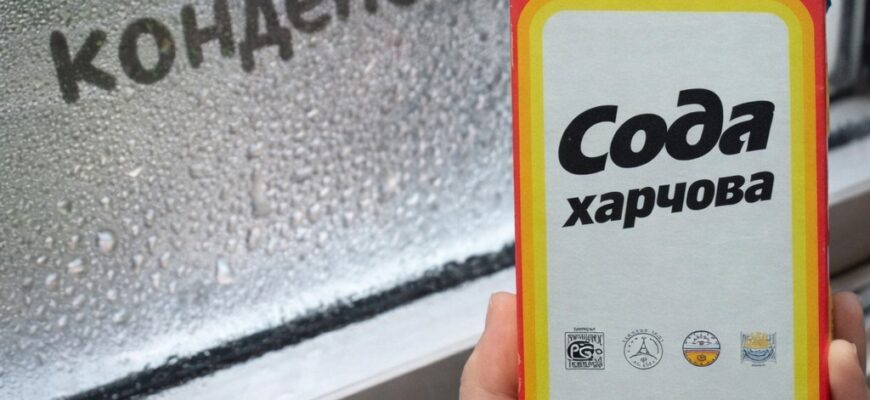 конденс
Сода
харчова